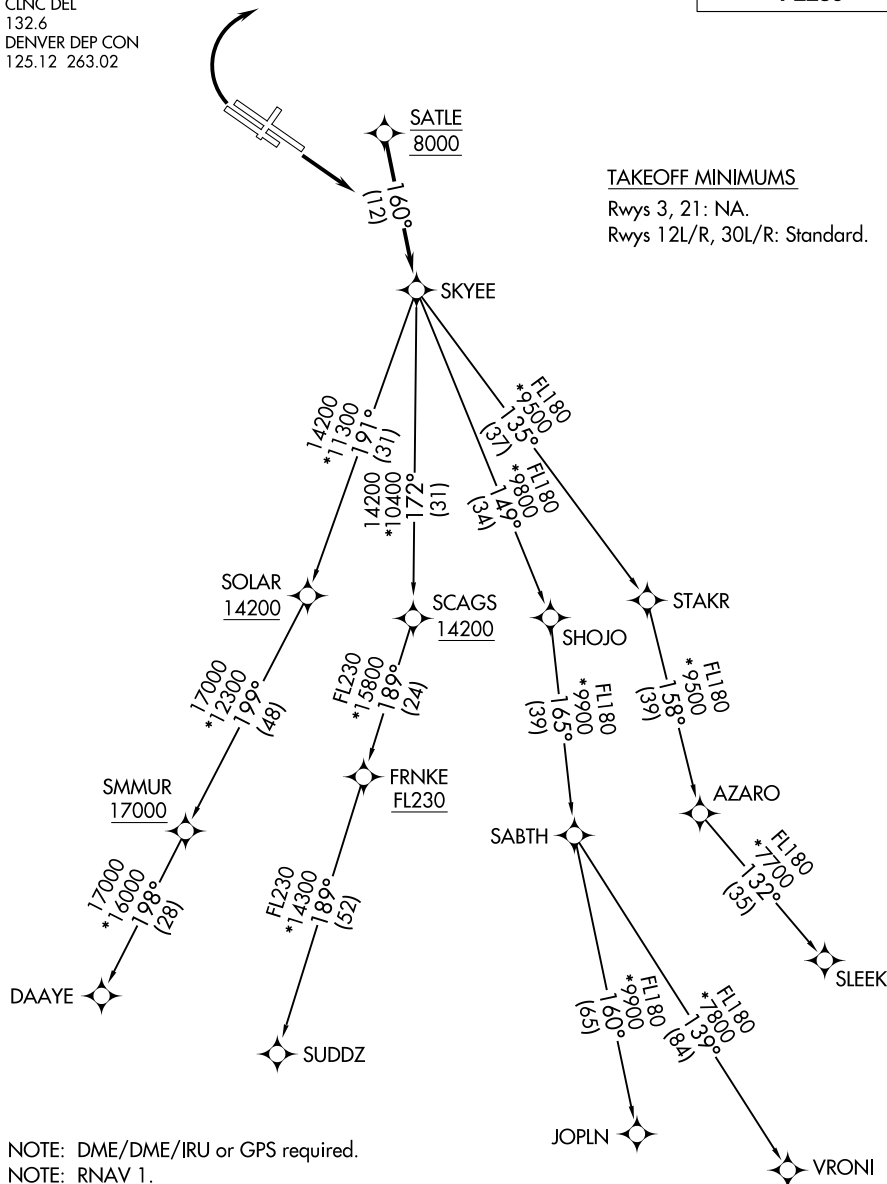 CLNC DEL
132.6
DENVER DEP CON
125.12 263.02
SATLE
8000
160°
(12)
TAKEOFF MINIMUMS
Rwys 3, 21: NA.
Rwys 12L/R, 30L/R: Standard.
SKYEE
14200
*11300
191°
(31)
14200
*10400
172°
(31)
FL180
*9800
149°
(34)
FL180
*9500
135°
(37)
SOLAR
14200
SCAGS
14200
SHOJO
STAKR
17000
*12300
199°
(48)
FL230
*15800
189°
(24)
FL180
*9900
165°
(39)
FL180
*9500
158°
(39)
SMMUR
17000
FRNKE
FL230
SABTH
AZARO
17000
*16000
198°
(28)
FL230
*14300
189°
(52)
FL180
*9900
160°
(65)
FL180
*7800
139°
(84)
FL180
*7700
132°
(35)
DAAYE
SUDDZ
SLEEK
JOPLN
VRONI
NOTE: DME/DME/IRU or GPS required.
NOTE: RNAV 1.